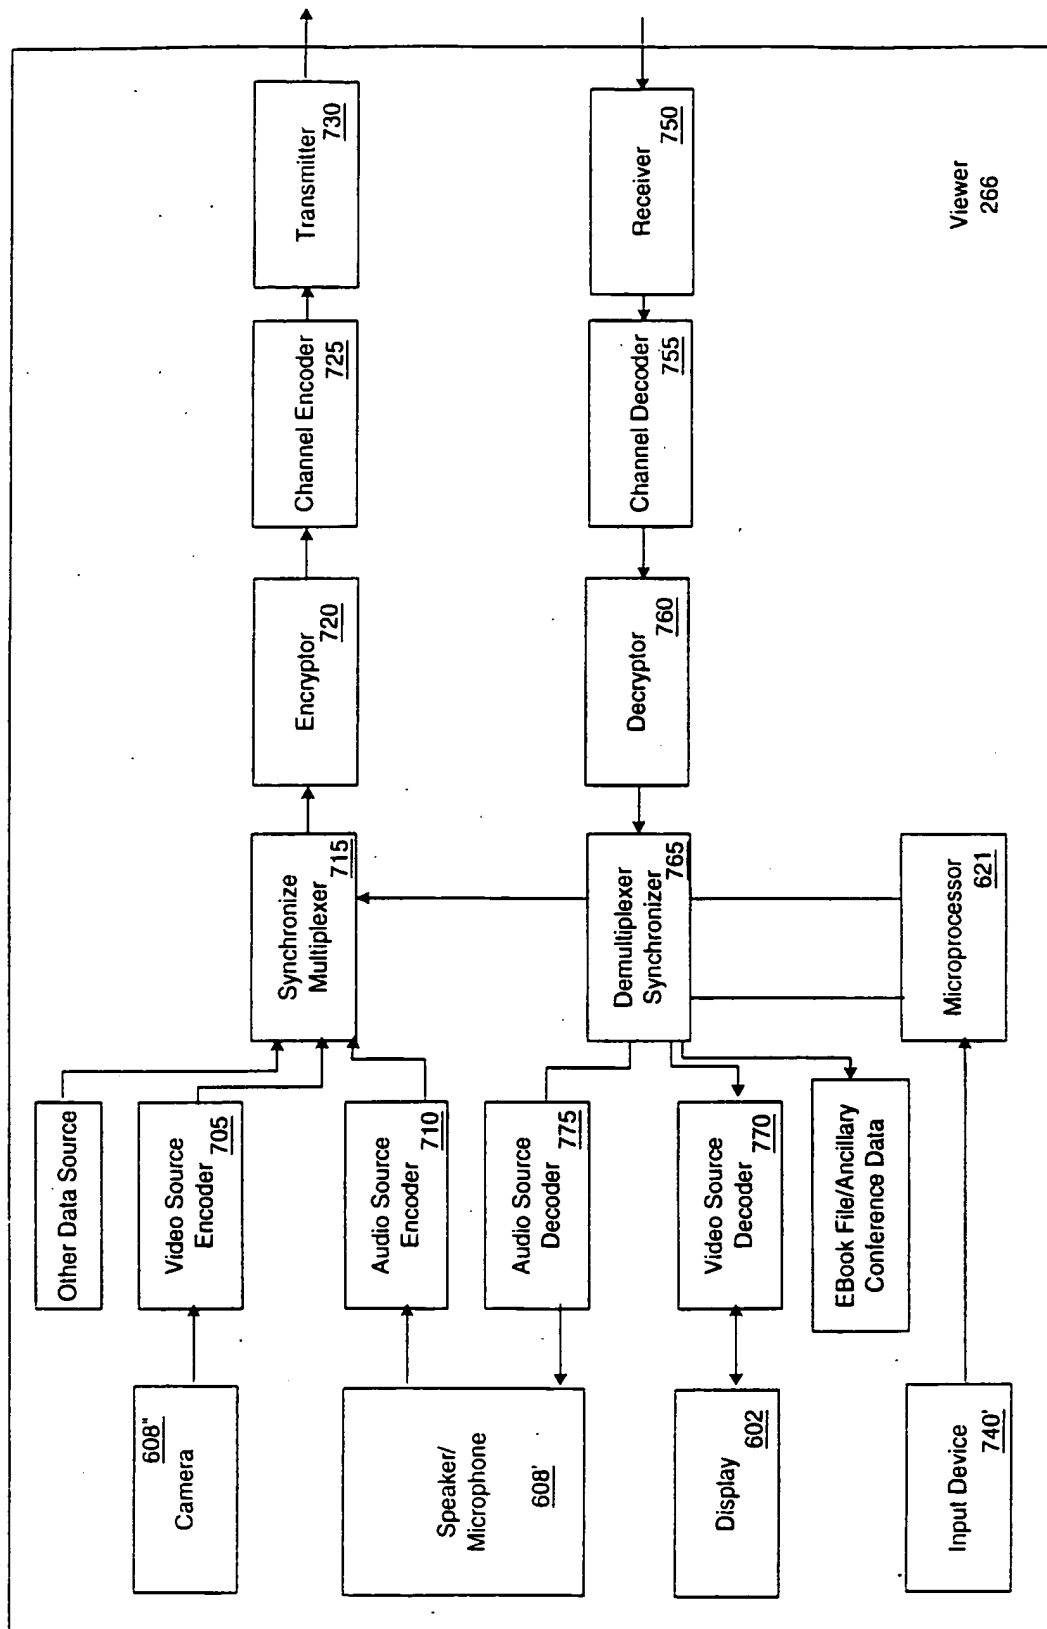 Other Data Source
Camera
608"
Video Source
Encoder
705
Synchronize
Multiplexer
715
Encryptor
720
Channel Encoder
725
Transmitter
730
Speaker/
Microphone
608'
Audio Source
Encoder
710
Audio Source
Decoder
775
Display
602
Video Source
Decoder
770
Demultiplexer
Synchronizer
765
Decryptor
760
Channel Decoder
755
Receiver
750
EBook File/Ancillary
Conference Data
Input Device
740'
Microprocessor
621
Viewer
266